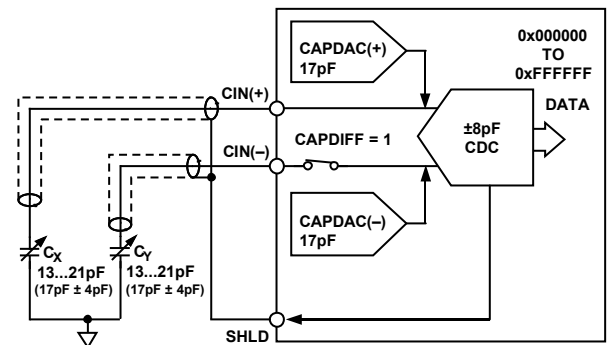 CAPDAC(+)
17pF
0x000000
TO
0xFFFFFF
DATA
CIN(+)
±8pF
CDC
CIN(–)
CAPDIFF = 1
CAPDAC(–)
17pF
CX
13...21pF
(17pF ± 4pF)
CY
13...21pF
(17pF ± 4pF)
SHLD